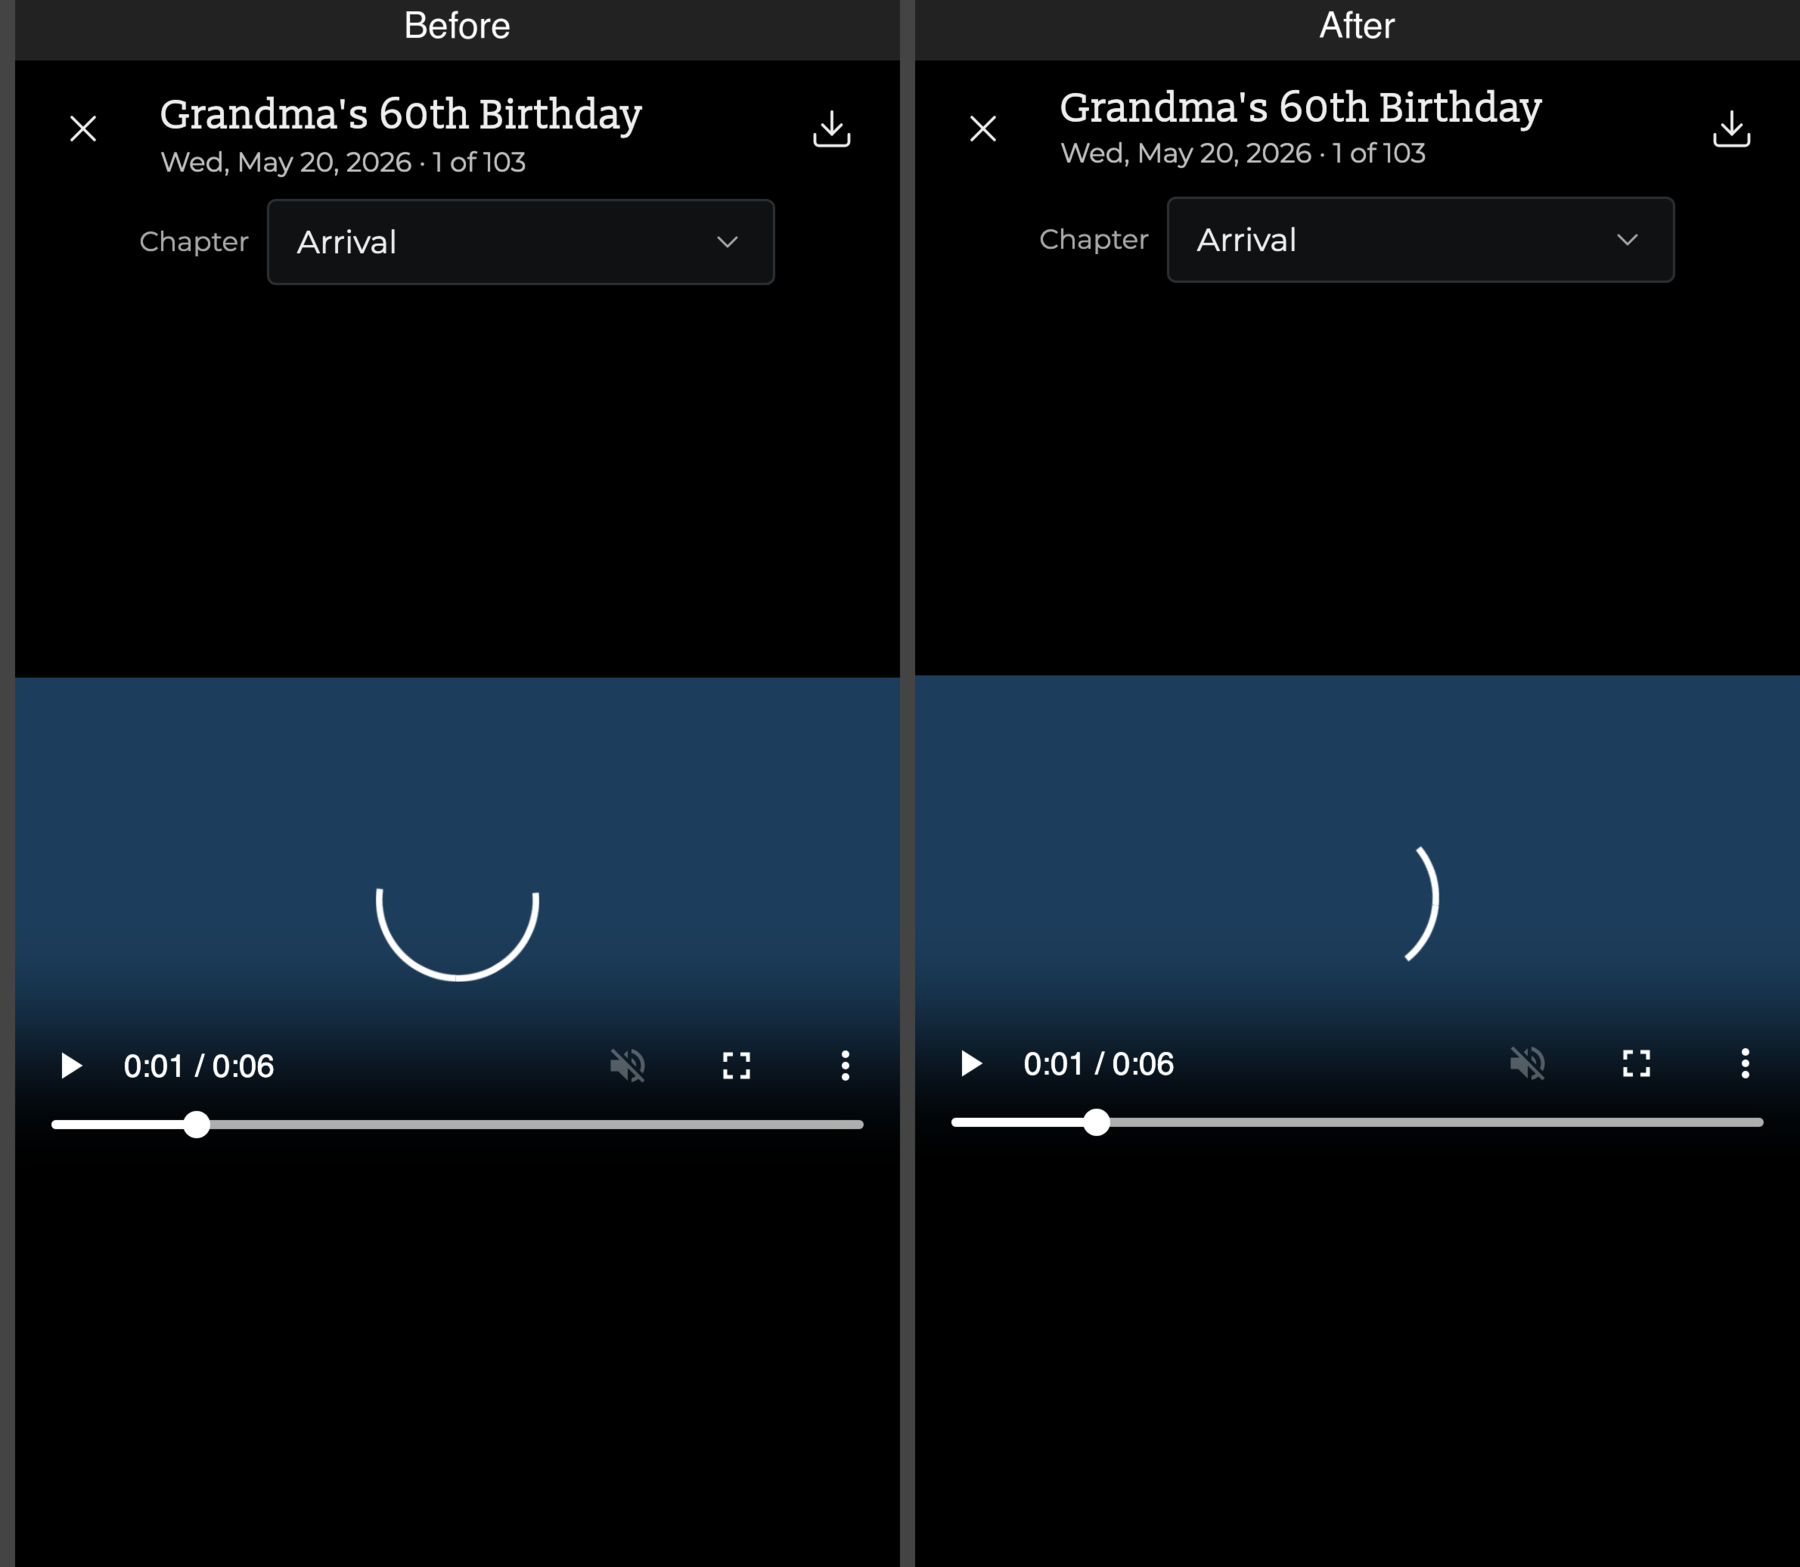 Before
Grandma's 60th Birthday
Wed, May 20, 2026 · 1 of 103
Chapter
Arrival
0:01 / 0:06
After
Grandma's 60th Birthday
Wed, May 20, 2026 · 1 of 103
Chapter
Arrival
0:01 / 0:06